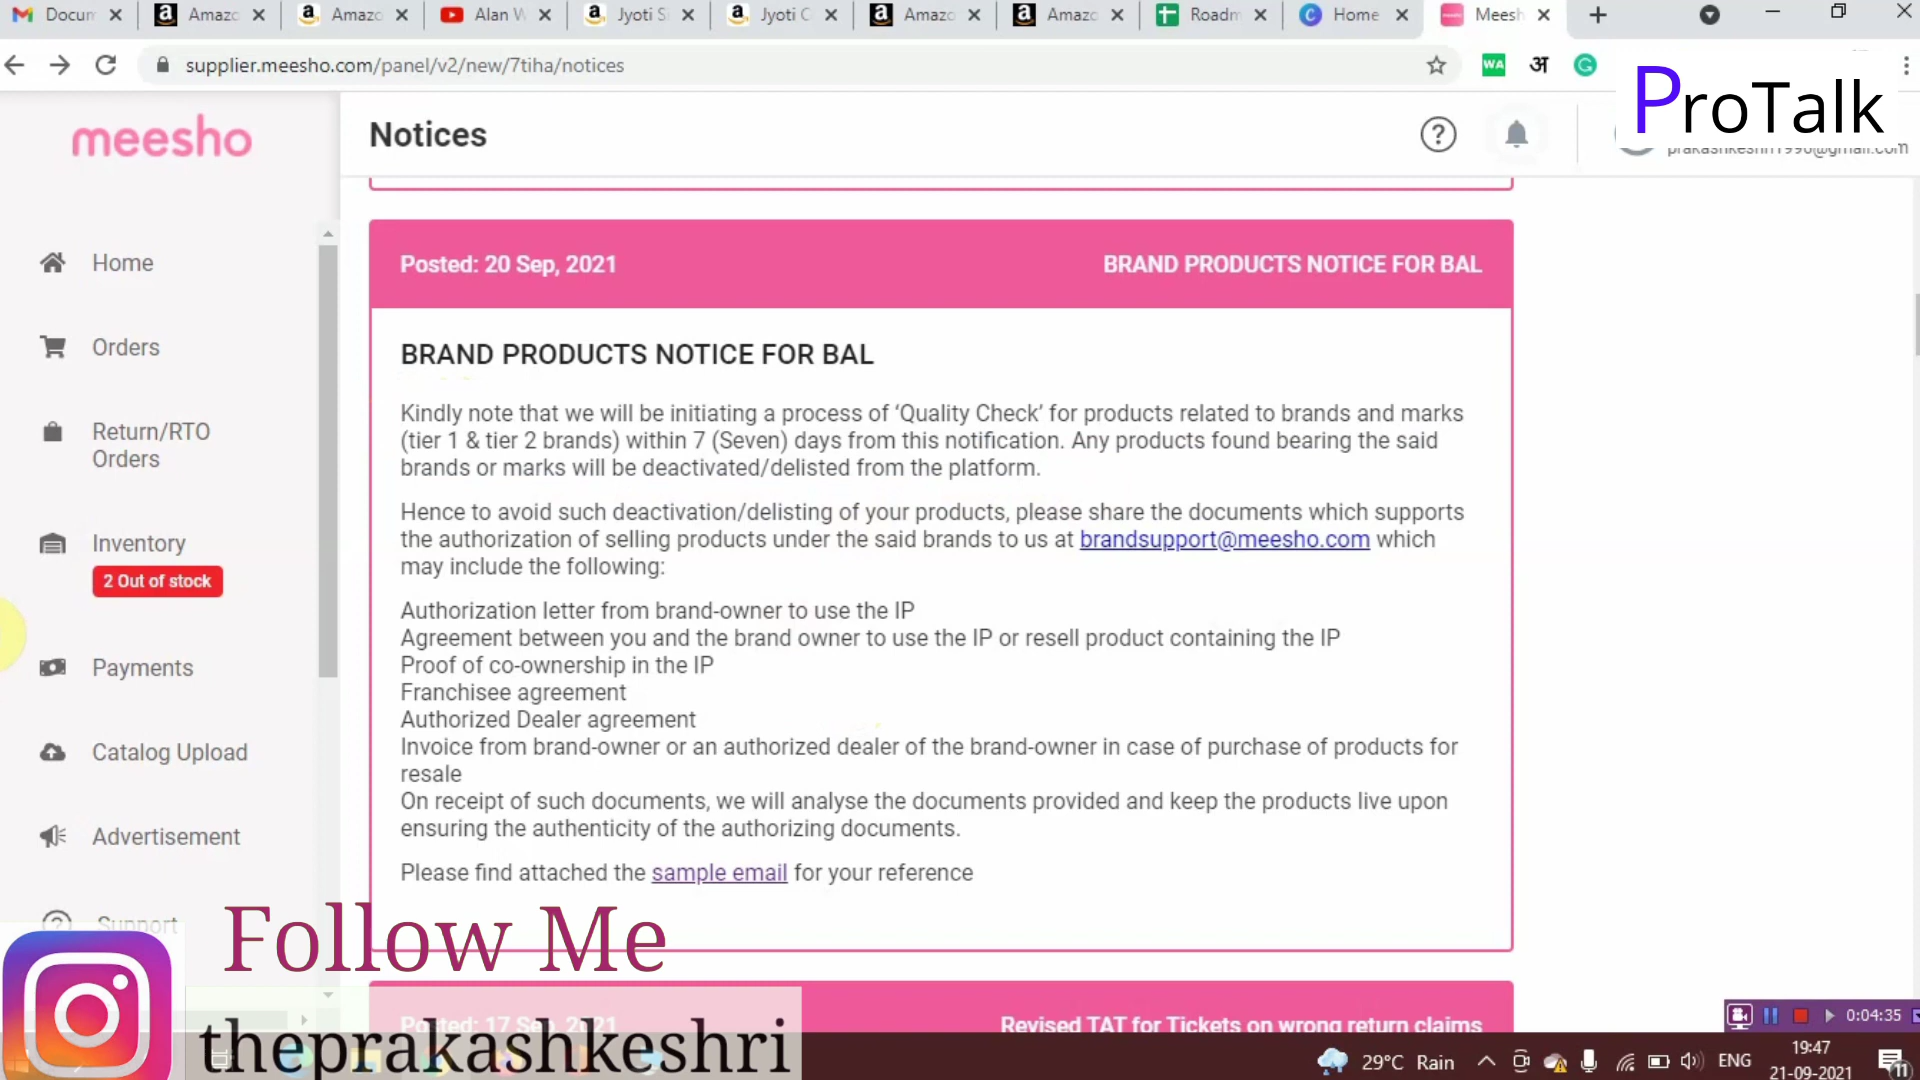 Docum
Amazo
Amazo
Alan W
Jyoti S
Jyoti C
Amazo
Amazo
Roadm
Home
Meesh
supplier.meesho.com/panel/v2/new/7tiha/notices
WA
अ
ProTalk
meesho
Notices
prakashkeshri1996@gmail.com
Home
Orders
Return/RTO
Orders
Inventory
2 Out of stock
Payments
Catalog Upload
Advertisement
Support
Posted: 20 Sep, 2021
BRAND PRODUCTS NOTICE FOR BAL
BRAND PRODUCTS NOTICE FOR BAL
Kindly note that we will be initiating a process of ‘Quality Check’ for products related to brands and marks
(tier 1 & tier 2 brands) within 7 (Seven) days from this notification. Any products found bearing the said
brands or marks will be deactivated/delisted from the platform.
Hence to avoid such deactivation/delisting of your products, please share the documents which supports
the authorization of selling products under the said brands to us at brandsupport@meesho.com which
may include the following:
Authorization letter from brand-owner to use the IP
Agreement between you and the brand owner to use the IP or resell product containing the IP
Proof of co-ownership in the IP
Franchisee agreement
Authorized Dealer agreement
Invoice from brand-owner or an authorized dealer of the brand-owner in case of purchase of products for
resale
On receipt of such documents, we will analyse the documents provided and keep the products live upon
ensuring the authenticity of the authorizing documents.
Please find attached the sample email for your reference
Posted: 17 Sep, 2021
Revised TAT for Tickets on wrong return claims
Follow Me
theprakashkeshri
0:04:35
29°C Rain
ENG
19:47
21-09-2021
11